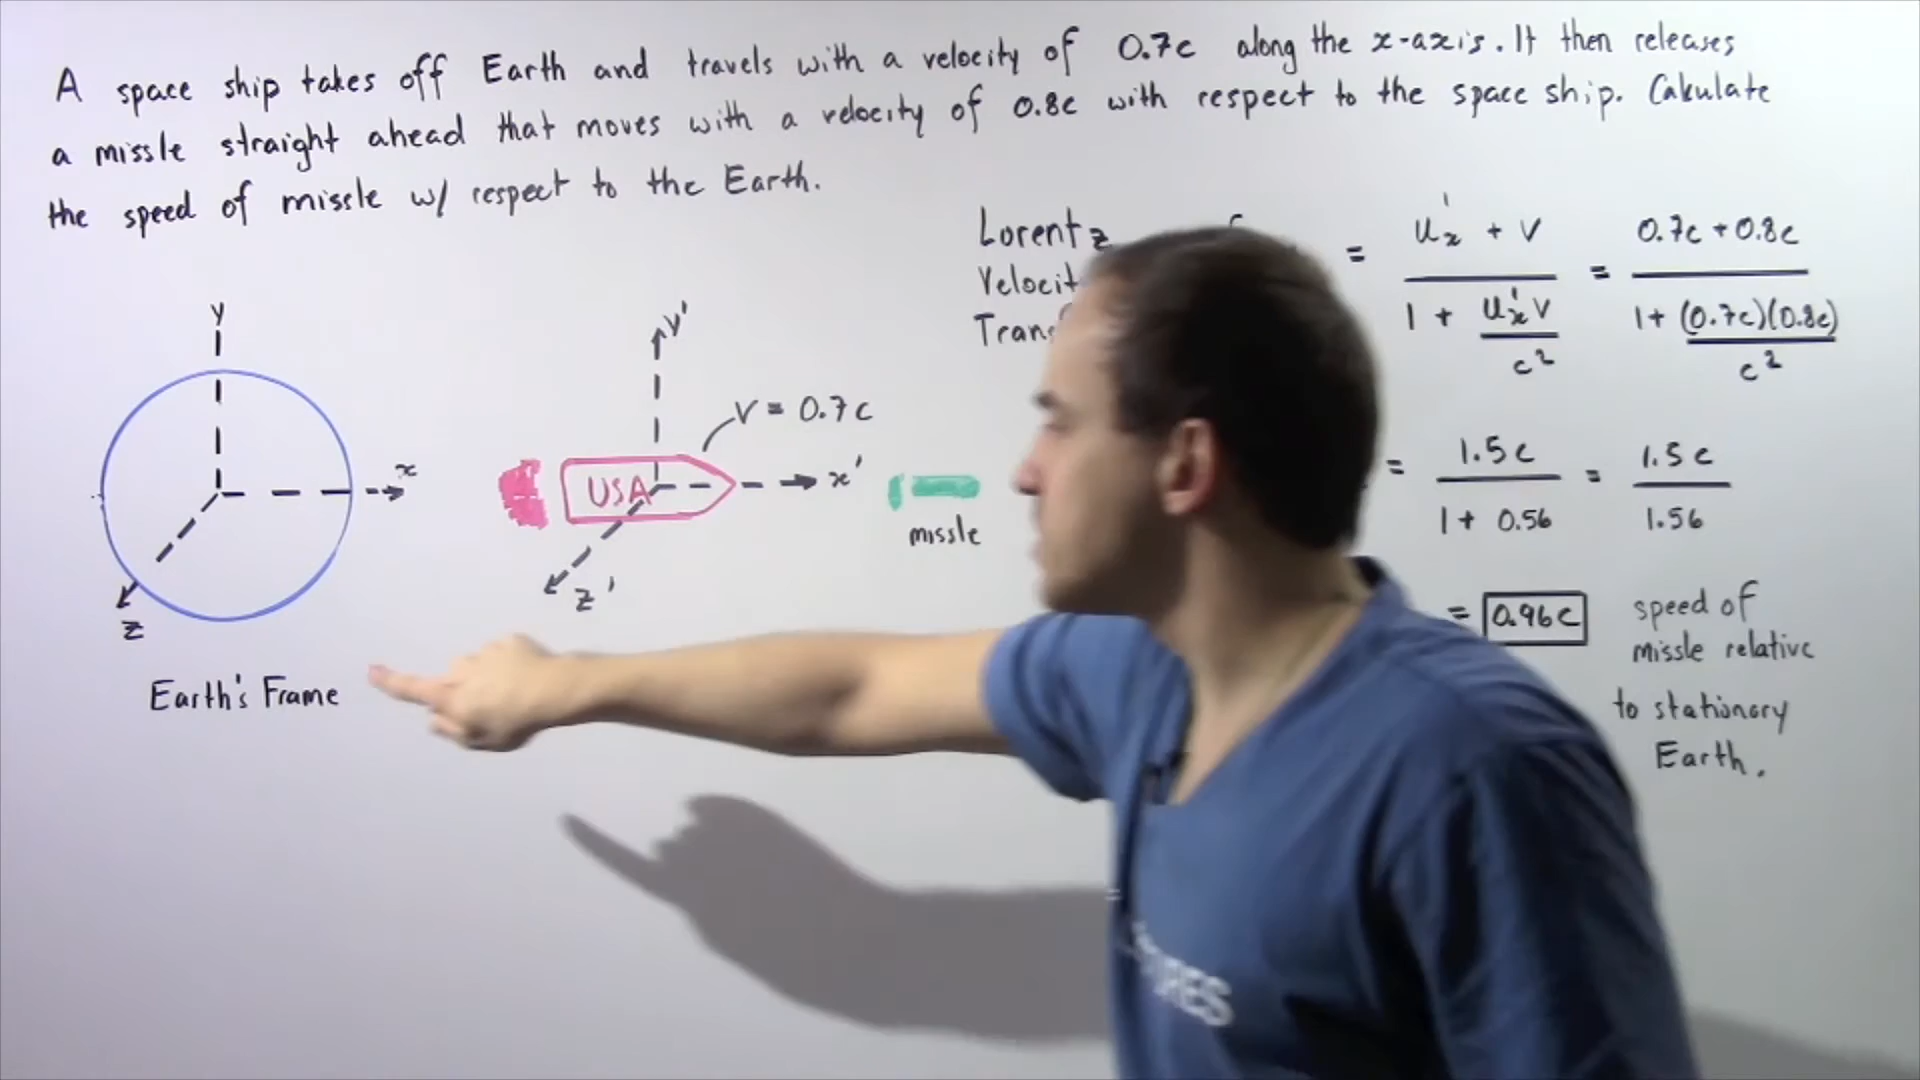 A space ship takes off Earth and travels with a velocity of 0.7c along the x-axis. It then releases
a missle straight ahead that moves with a velocity of 0.8c with respect to the space ship. Calculate
the speed of missle w/ respect to the Earth.
Lorentz
= u'x + v / 1 + u'x v / c² = 0.7c + 0.8c / 1 + (0.7c)(0.8c) / c²
y
x
z
Earth's Frame
y'
v = 0.7c
USA
x'
z'
missle
= 1.5c / 1 + 0.56 = 1.5c / 1.56
= 0.96c
speed of
missle relative
to stationary
Earth.